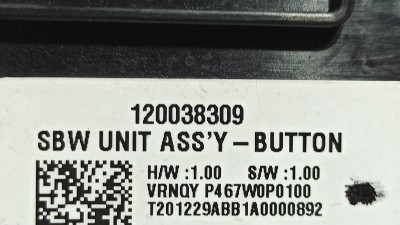 120038309
SBW UNIT ASS'Y-BUTTON
H/W :1.00 S/W :1.00
VRNQY P467W0P0100
T201229ABB1A0000892